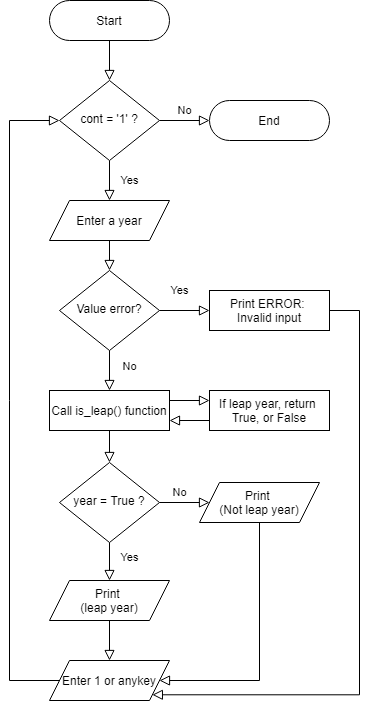 Start
cont = '1' ?
No
End
Yes
Enter a year
Value error?
Yes
Print ERROR:
Invalid input
No
Call is_leap() function
If leap year, return
True, or False
year = True ?
No
Print
(Not leap year)
Yes
Print
(leap year)
Enter 1 or anykey